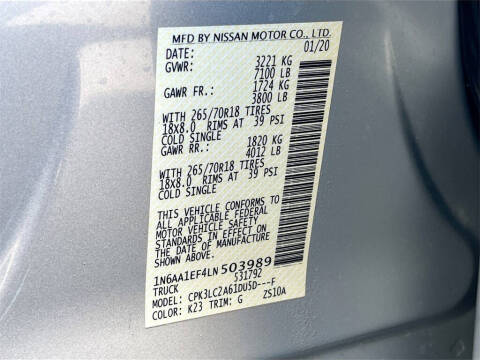 MFD BY NISSAN MOTOR CO., LTD.
DATE: 01/20
GVWR: 3221 KG
7100 LB
GAWR FR.: 1724 KG
3800 LB
WITH 265/70R18 TIRES
18X8.0 RIMS AT 39 PSI
COLD SINGLE
GAWR RR.: 1820 KG
4012 LB
WITH 265/70R18 TIRES
18X8.0 RIMS AT 39 PSI
COLD SINGLE
THIS VEHICLE CONFORMS TO
ALL APPLICABLE FEDERAL
MOTOR VEHICLE SAFETY
STANDARDS IN EFFECT ON
THE DATE OF MANUFACTURE
SHOWN ABOVE.
1N6AA1EF4LN503989
TRUCK 531792
MODEL: CPK3LC2A61DU5D---F
COLOR: K23 TRIM: G ZS10A